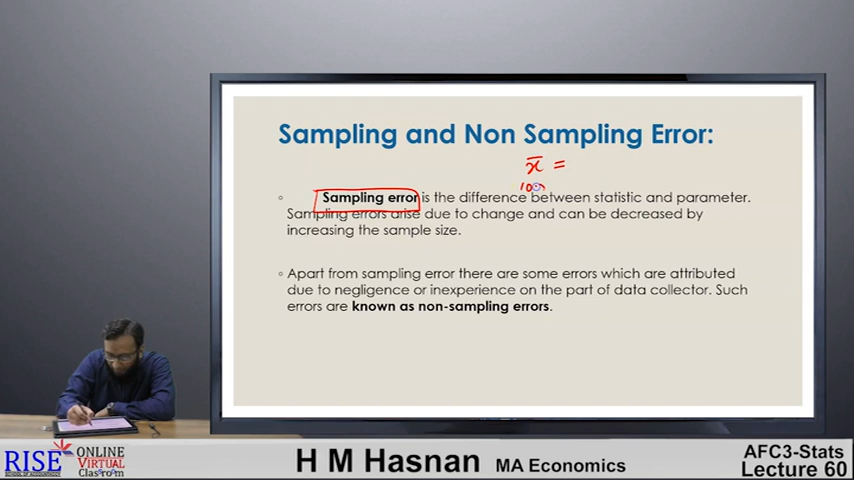 Sampling and Non Sampling Error:
x̄ =
100
Sampling error is the difference between statistic and parameter.
Sampling errors arise due to change and can be decreased by
increasing the sample size.
Apart from sampling error there are some errors which are attributed
due to negligence or inexperience on the part of data collector. Such
errors are known as non-sampling errors.
RISE
SCHOOL OF ACCOUNTANCY
ONLINE
VIRTUAL
Classroom
H M Hasnan MA Economics
AFC3-Stats
Lecture 60